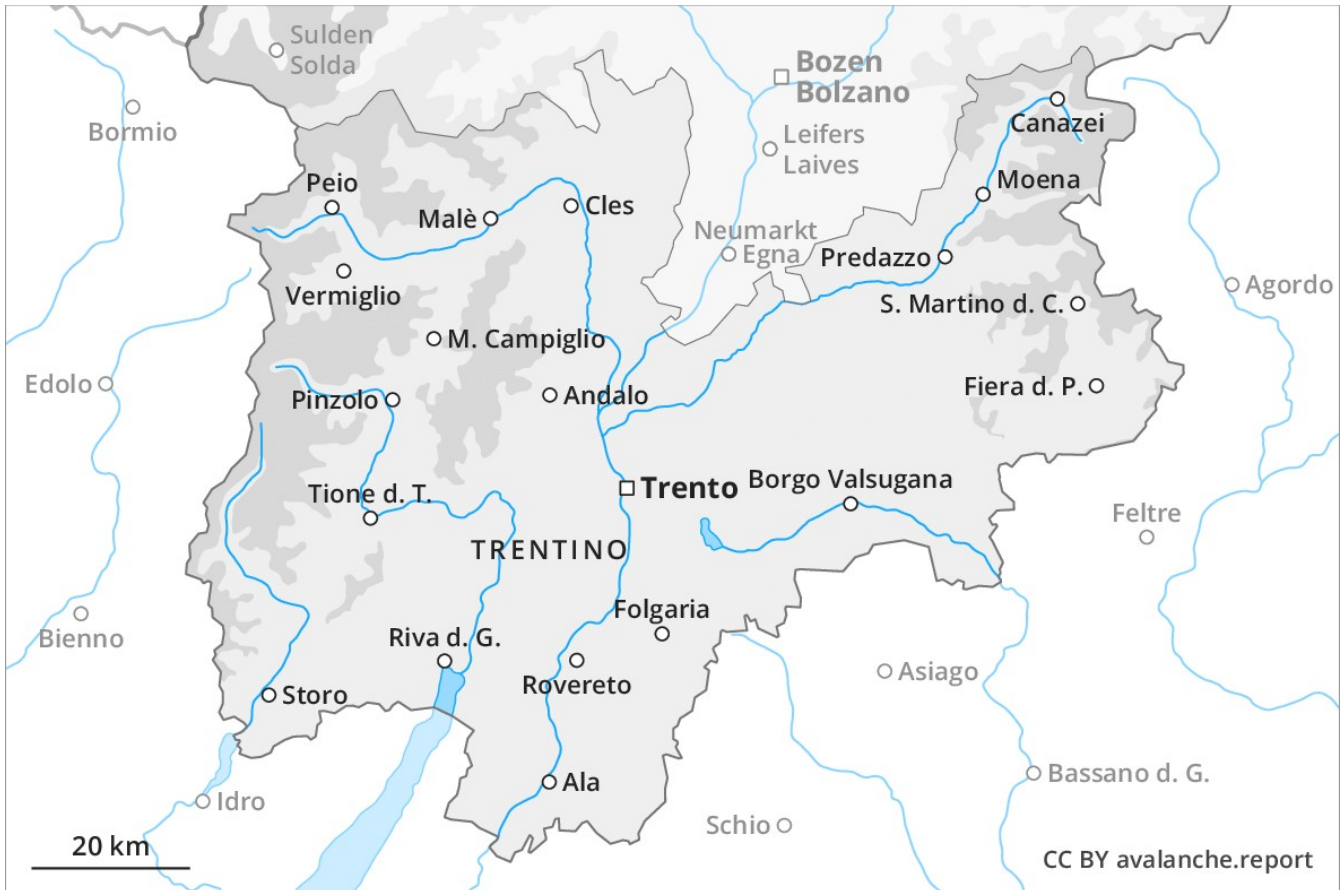 Sulden
Solda
Bozen
Bolzano
Bormio
Canazei
Leifers
Laives
Peio
Moena
Malè
Cles
Neumarkt
Egna
Predazzo
Vermiglio
Agordo
S. Martino d. C.
M. Campiglio
Edolo
Fiera d. P.
Pinzolo
Andalo
Borgo Valsugana
Trento
Tione d. T.
Feltre
TRENTINO
Folgaria
Bienno
Riva d. G.
Asiago
Rovereto
Storo
Bassano d. G.
Ala
Idro
Schio
20 km
CC BY avalanche.report